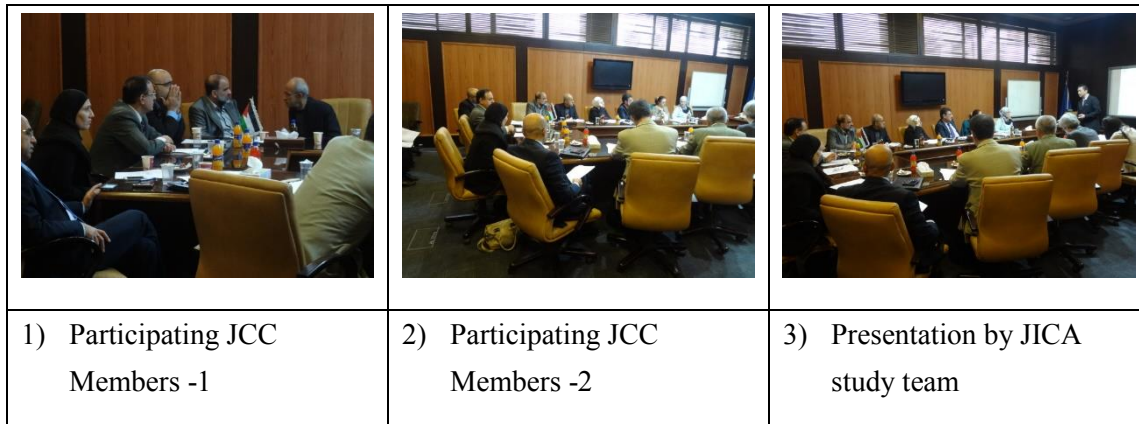 1) Participating JCC
Members -1
2) Participating JCC
Members -2
3) Presentation by JICA
study team